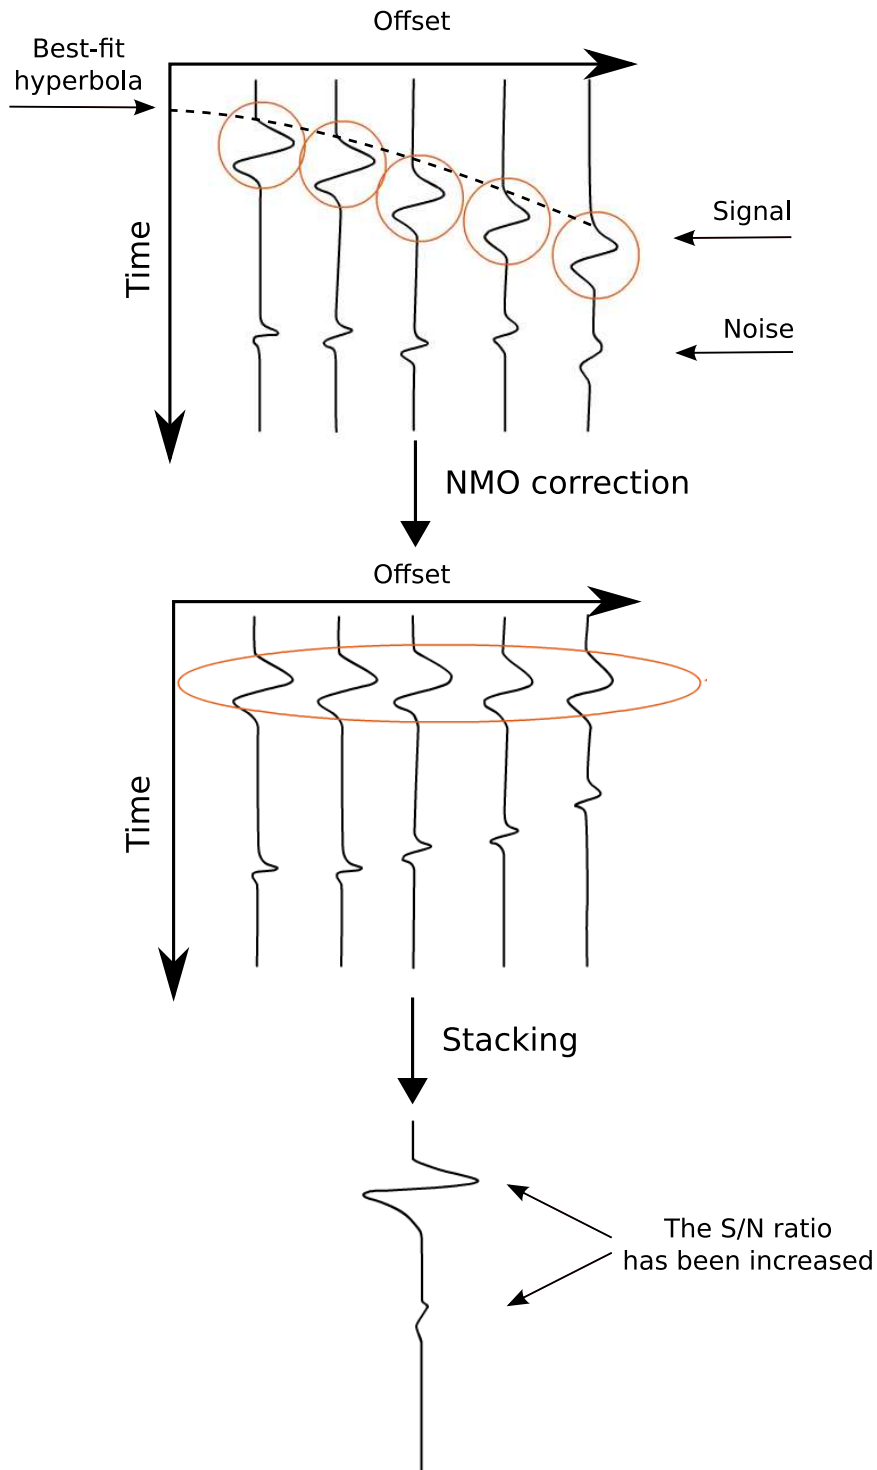 Offset
Best-fit
hyperbola
Time
Signal
Noise
NMO correction
Offset
Time
Stacking
The S/N ratio
has been increased